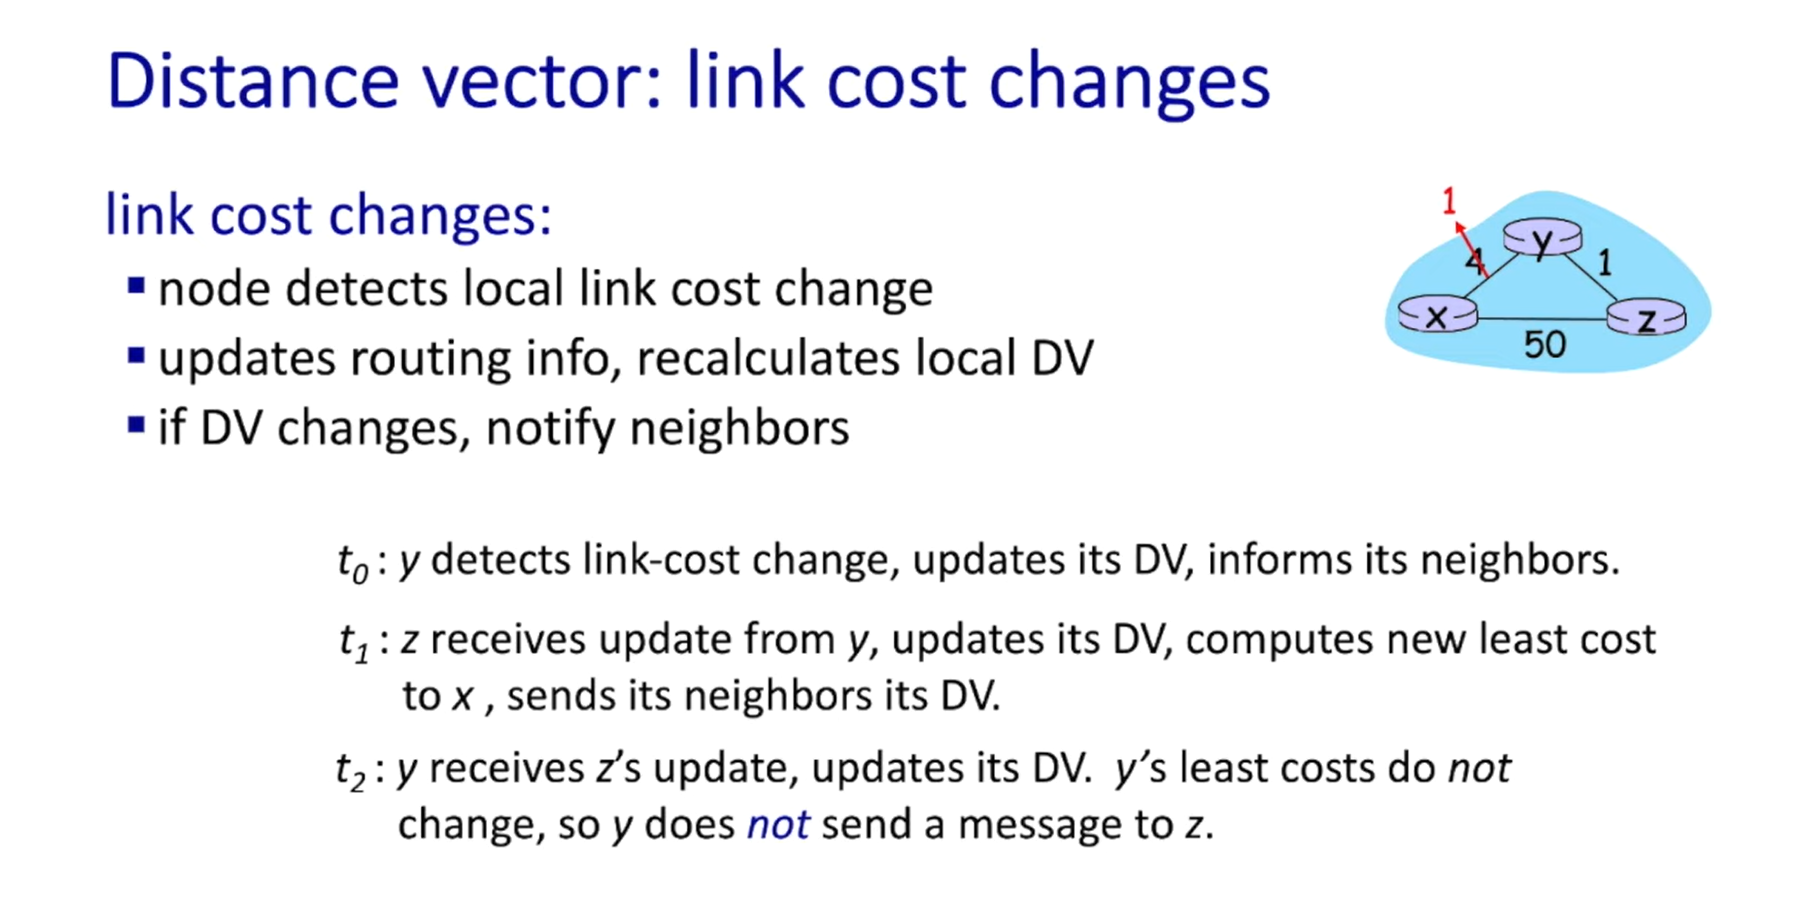 Distance vector: link cost changes
link cost changes:
▪ node detects local link cost change
▪ updates routing info, recalculates local DV
▪ if DV changes, notify neighbors
1
y
4
1
x
z
50
t0 : y detects link-cost change, updates its DV, informs its neighbors.
t1 : z receives update from y, updates its DV, computes new least cost
to x , sends its neighbors its DV.
t2 : y receives z’s update, updates its DV. y’s least costs do not
change, so y does not send a message to z.